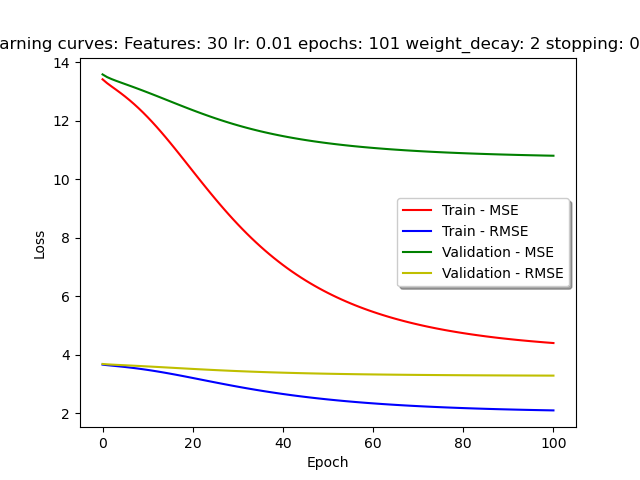 arning curves: Features: 30 lr: 0.01 epochs: 101 weight_decay: 2 stopping: 0
14
12
10
8
6
4
2
Loss
Train - MSE
Train - RMSE
Validation - MSE
Validation - RMSE
0 20 40 60 80 100
Epoch